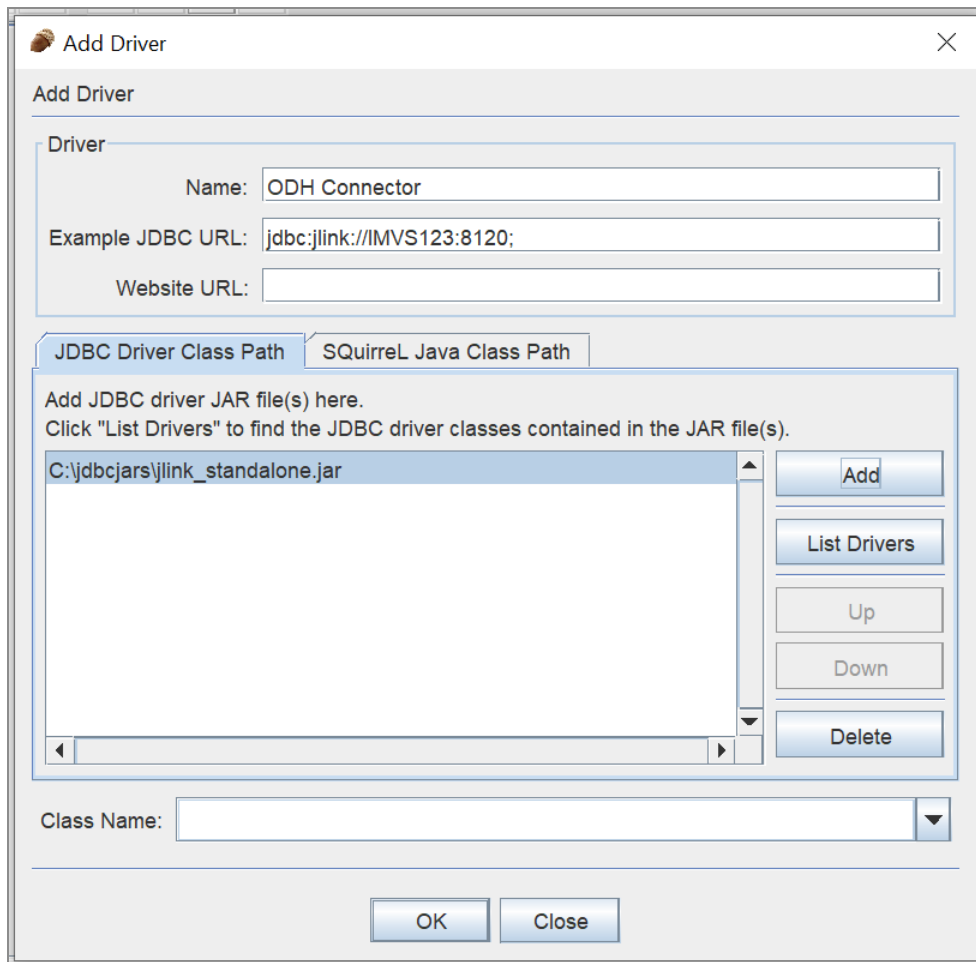 Add Driver
Add Driver
Driver
Name: ODH Connector
Example JDBC URL: jdbc:jlink://IMVS123:8120;
Website URL:
JDBC Driver Class Path SQuirreL Java Class Path
Add JDBC driver JAR file(s) here.
Click "List Drivers" to find the JDBC driver classes contained in the JAR file(s).
C:\jdbcjars\jlink_standalone.jar
Add
List Drivers
Up
Down
Delete
Class Name:
OK Close